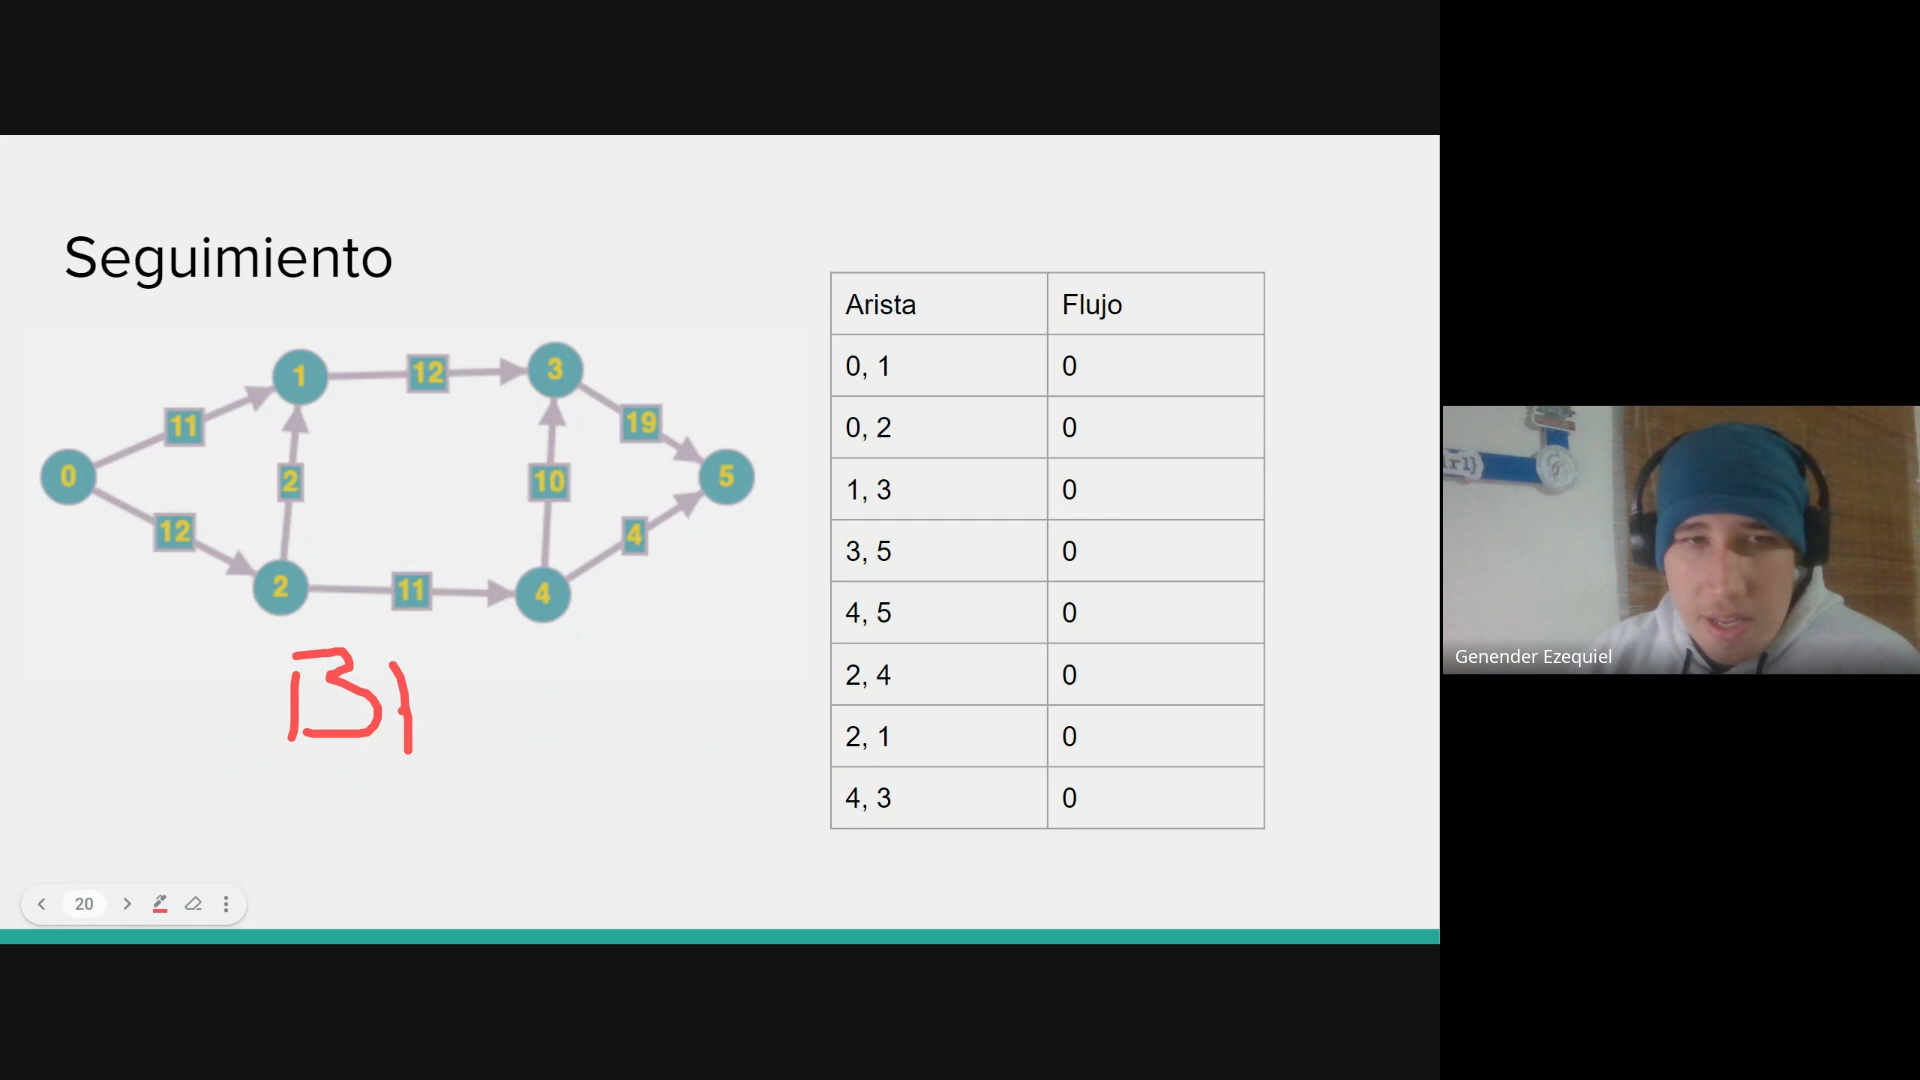 Seguimiento
1
12
3
11
19
0
2
10
5
12
4
2
11
4
Arista Flujo
0, 1 0
0, 2 0
1, 3 0
3, 5 0
4, 5 0
2, 4 0
2, 1 0
4, 3 0
20
Genender Ezequiel